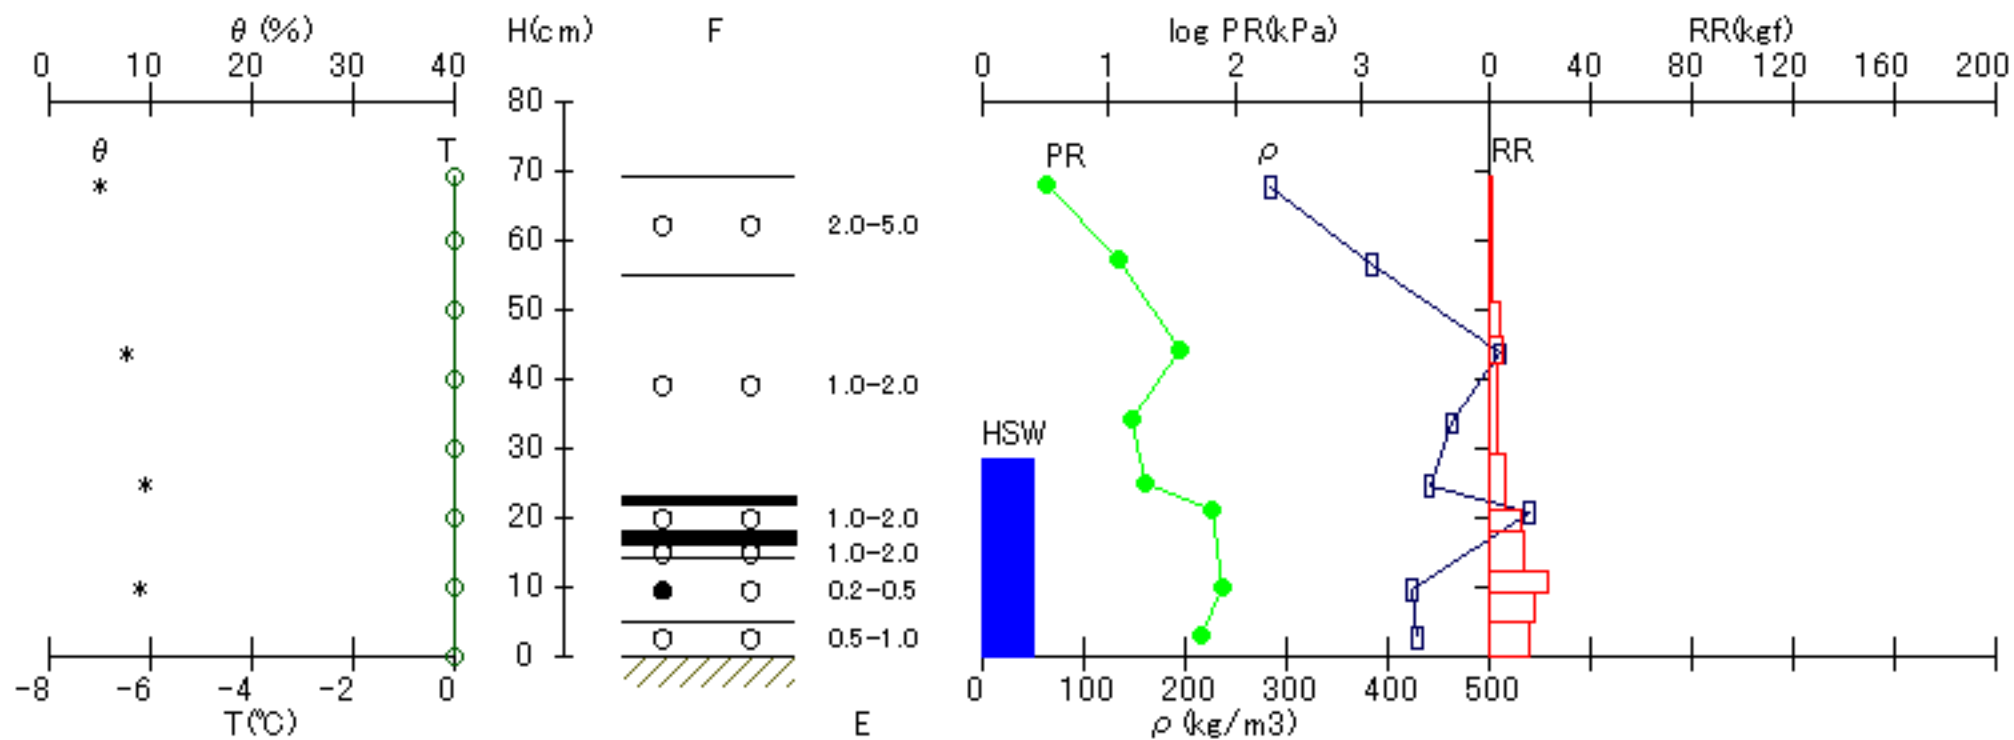 θ (%) H(cm) F log PR(kPa) RR(kgf)
0 10 20 30 40 0 1 2 3 0 40 80 120 160 200
80
θ T PR ρ RR
70
2.0-5.0
60
50
40 1.0-2.0
HSW
30
20 1.0-2.0
1.0-2.0
10 0.2-0.5
0 0.5-1.0
-8 -6 -4 -2 0 0 100 200 300 400 500
T(℃) E ρ (kg/m3)